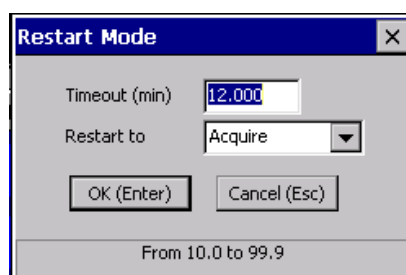 Restart Mode
Timeout (min) 12.000
Restart to Acquire
OK (Enter) Cancel (Esc)
From 10.0 to 99.9